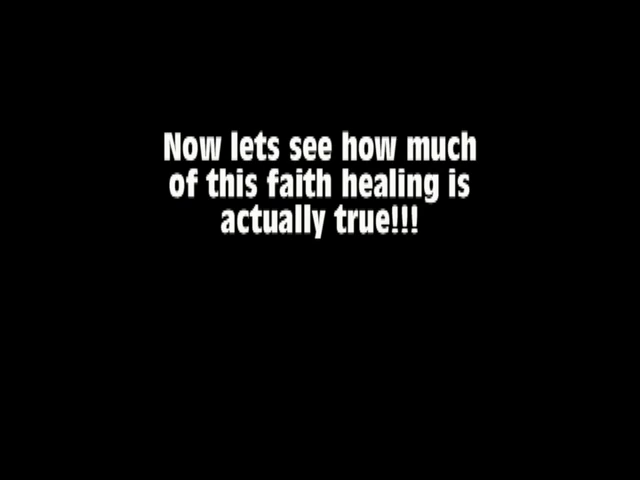 Now lets see how much
of this faith healing is
actually true!!!